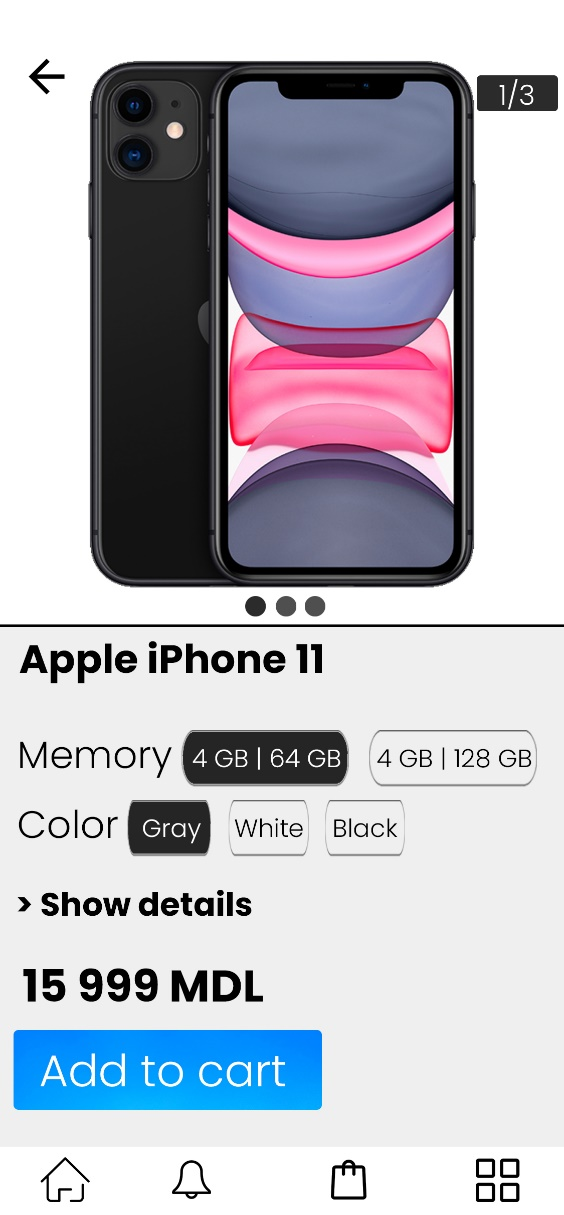 1/3
Apple iPhone 11
Memory 4 GB | 64 GB 4 GB | 128 GB
Color Gray White Black
> Show details
15 999 MDL
Add to cart